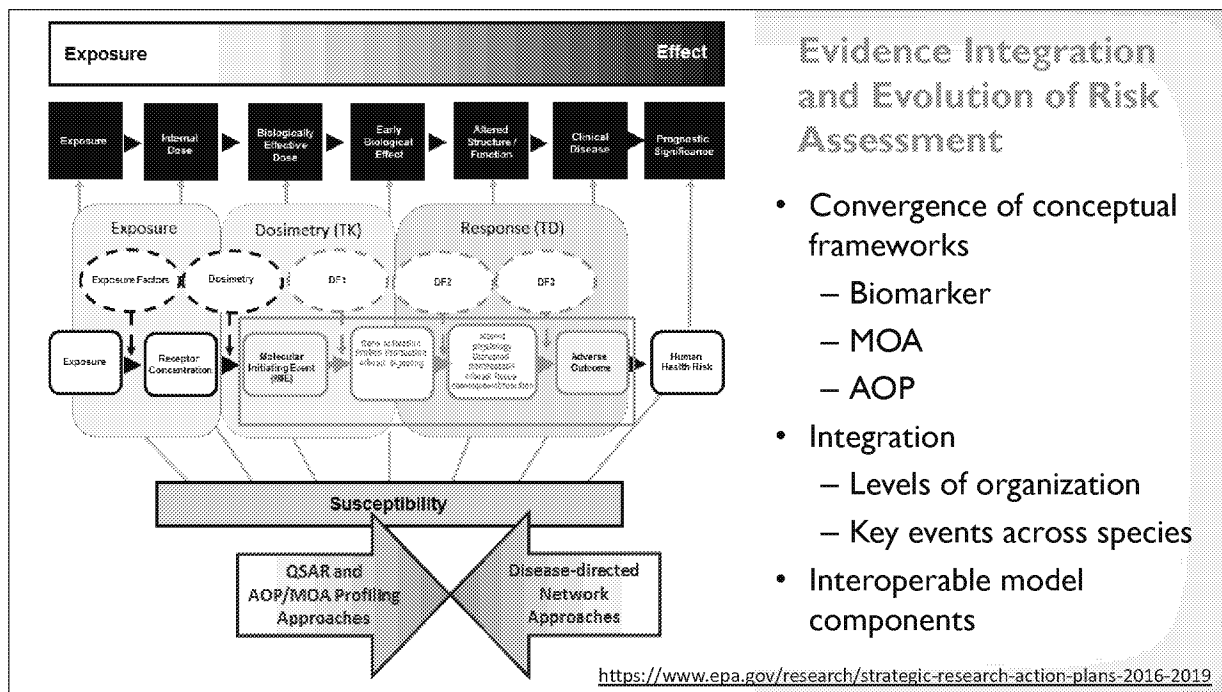 Exposure
Effect
Evidence Integration
and Evolution of Risk
Assessment
Exposure
Internal
Dose
Biologically
Effective
Dose
Early
Biological
Effect
Altered
Structure /
Function
Clinical
Disease
Prognostic
Significance
Exposure
Dosimetry (TK)
Response (TD)
Exposure Factors
Dosimetry
DF1
DF2
DF3
Exposure
Receptor
Concentration
Molecular
Initiating Event
(MIE)
Adverse
Outcome
Human
Health Risk
Susceptibility
QSAR and
AOP/MOA Profiling
Approaches
Disease-directed
Network
Approaches
• Convergence of conceptual
frameworks
– Biomarker
– MOA
– AOP
• Integration
– Levels of organization
– Key events across species
• Interoperable model
components
https://www.epa.gov/research/strategic-research-action-plans-2016-2019